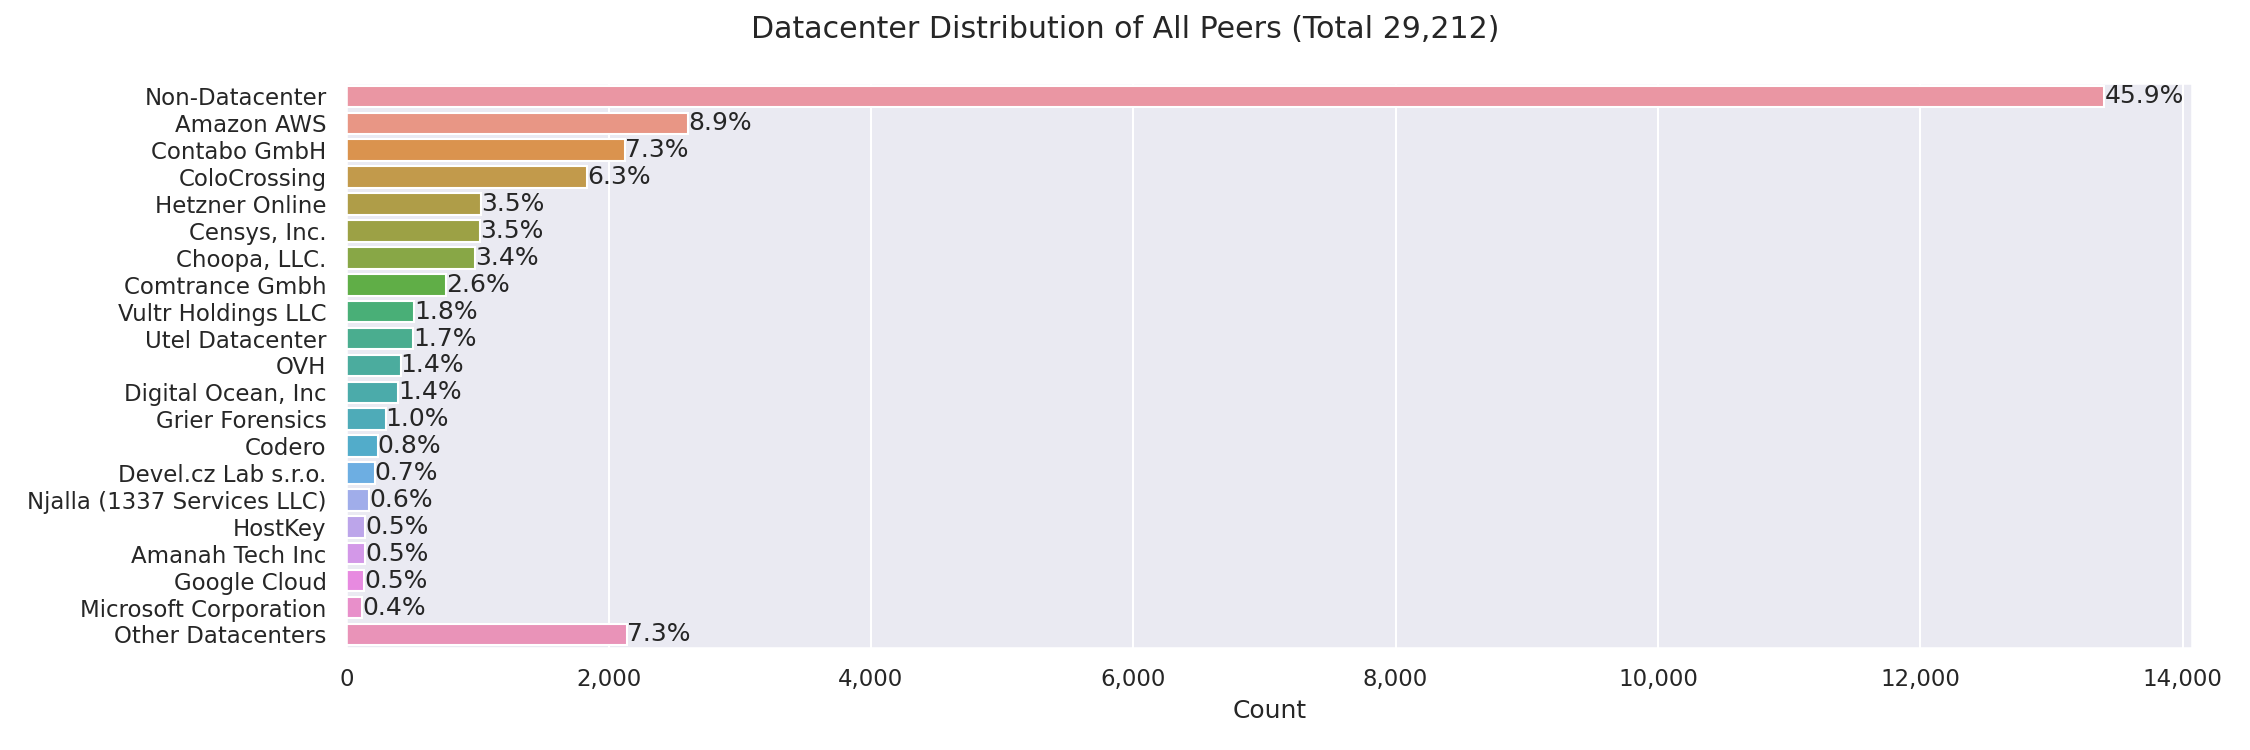 Datacenter Distribution of All Peers (Total 29,212)
Non-Datacenter 45.9%
Amazon AWS 8.9%
Contabo GmbH 7.3%
ColoCrossing 6.3%
Hetzner Online 3.5%
Censys, Inc. 3.5%
Choopa, LLC. 3.4%
Comtrance Gmbh 2.6%
Vultr Holdings LLC 1.8%
Utel Datacenter 1.7%
OVH 1.4%
Digital Ocean, Inc 1.4%
Grier Forensics 1.0%
Codero 0.8%
Devel.cz Lab s.r.o. 0.7%
Njalla (1337 Services LLC) 0.6%
HostKey 0.5%
Amanah Tech Inc 0.5%
Google Cloud 0.5%
Microsoft Corporation 0.4%
Other Datacenters 7.3%
0 2,000 4,000 6,000 8,000 10,000 12,000 14,000
Count